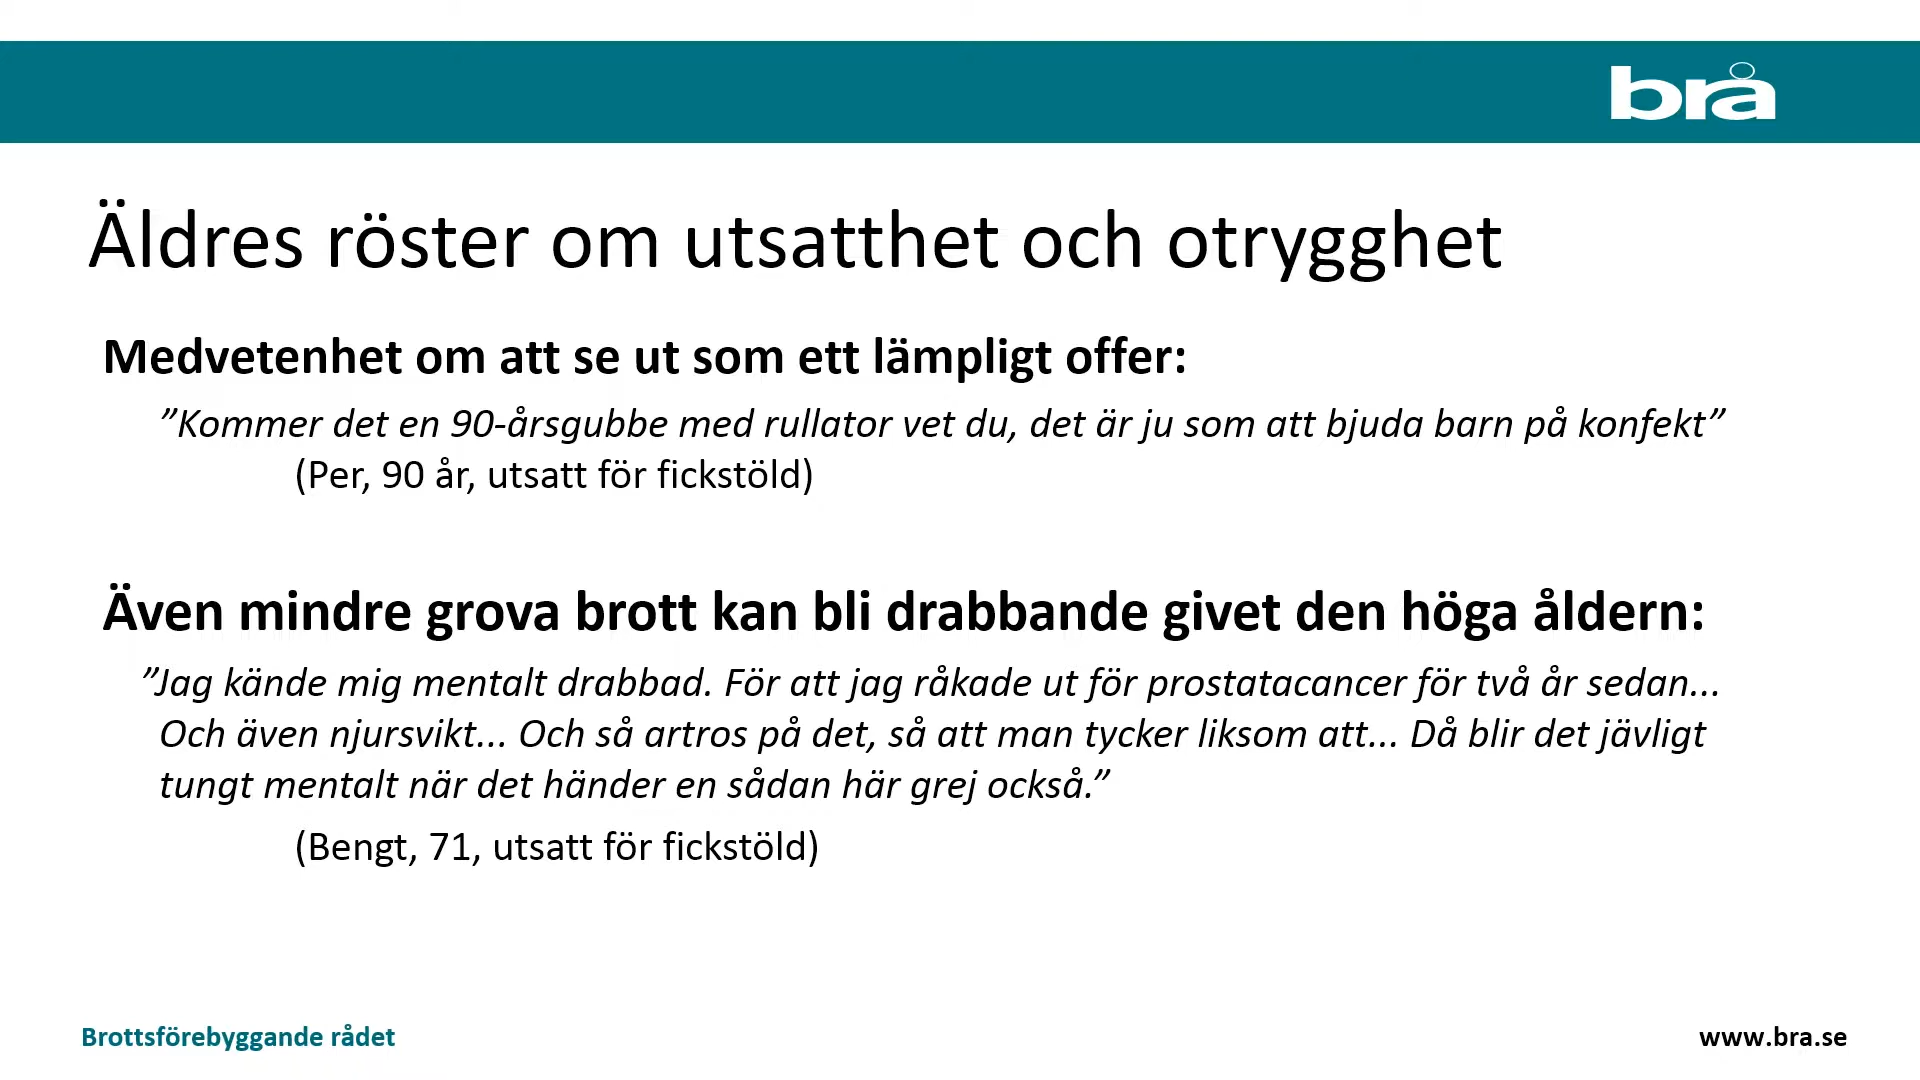 brå
Äldres röster om utsatthet och otrygghet
Medvetenhet om att se ut som ett lämpligt offer:
”Kommer det en 90-årsgubbe med rullator vet du, det är ju som att bjuda barn på konfekt”
(Per, 90 år, utsatt för fickstöld)
Även mindre grova brott kan bli drabbande givet den höga åldern:
”Jag kände mig mentalt drabbad. För att jag råkade ut för prostatacancer för två år sedan...
Och även njursvikt... Och så artros på det, så att man tycker liksom att... Då blir det jävligt
tungt mentalt när det händer en sådan här grej också.”
(Bengt, 71, utsatt för fickstöld)
Brottsförebyggande rådet
www.bra.se